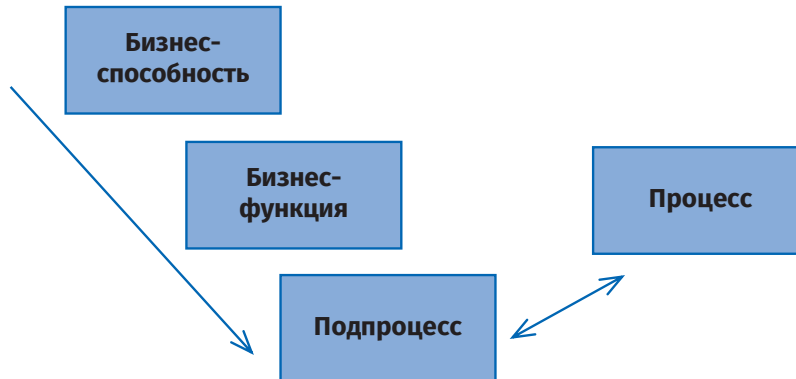 Бизнес-
способность
Бизнес-
функция
Процесс
Подпроцесс